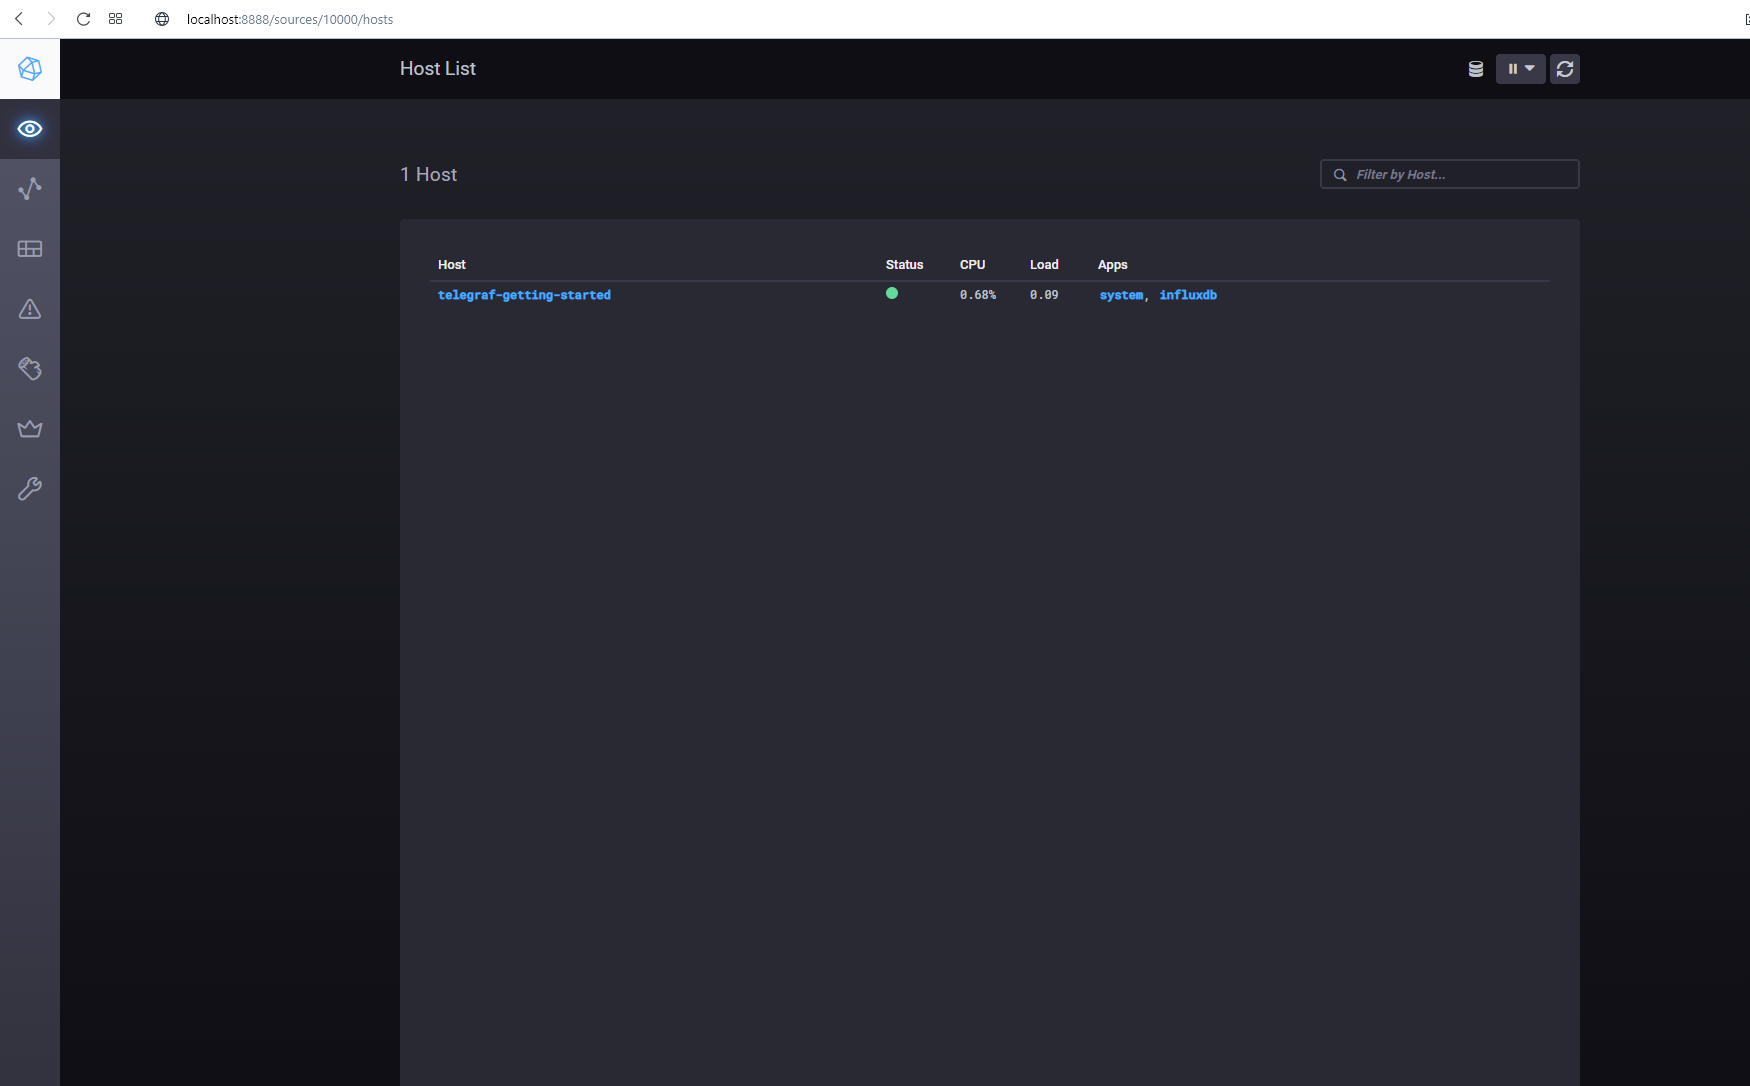 localhost:8888/sources/10000/hosts
Host List
1 Host
Filter by Host...
Host Status CPU Load Apps
telegraf-getting-started 0.68% 0.09 system, influxdb